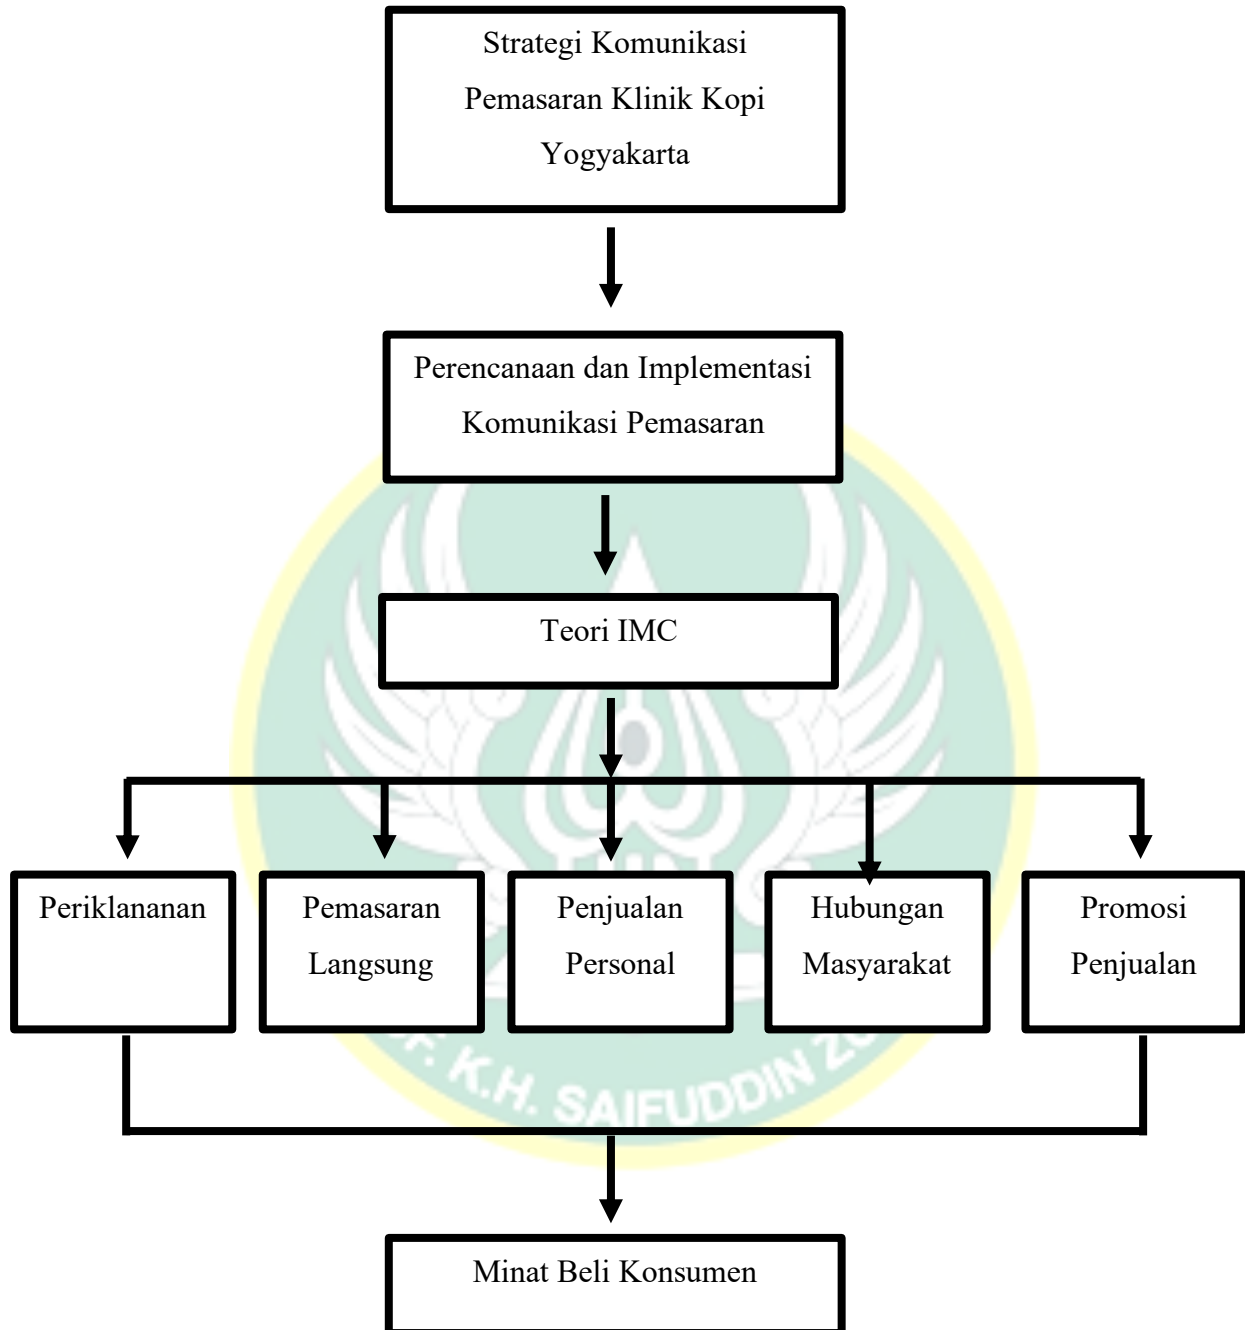 Strategi Komunikasi
Pemasaran Klinik Kopi
Yogyakarta
Perencanaan dan Implementasi
Komunikasi Pemasaran
Teori IMC
Periklananan
Pemasaran
Langsung
Penjualan
Personal
Hubungan
Masyarakat
Promosi
Penjualan
K.H. SAIFUDDIN
Minat Beli Konsumen